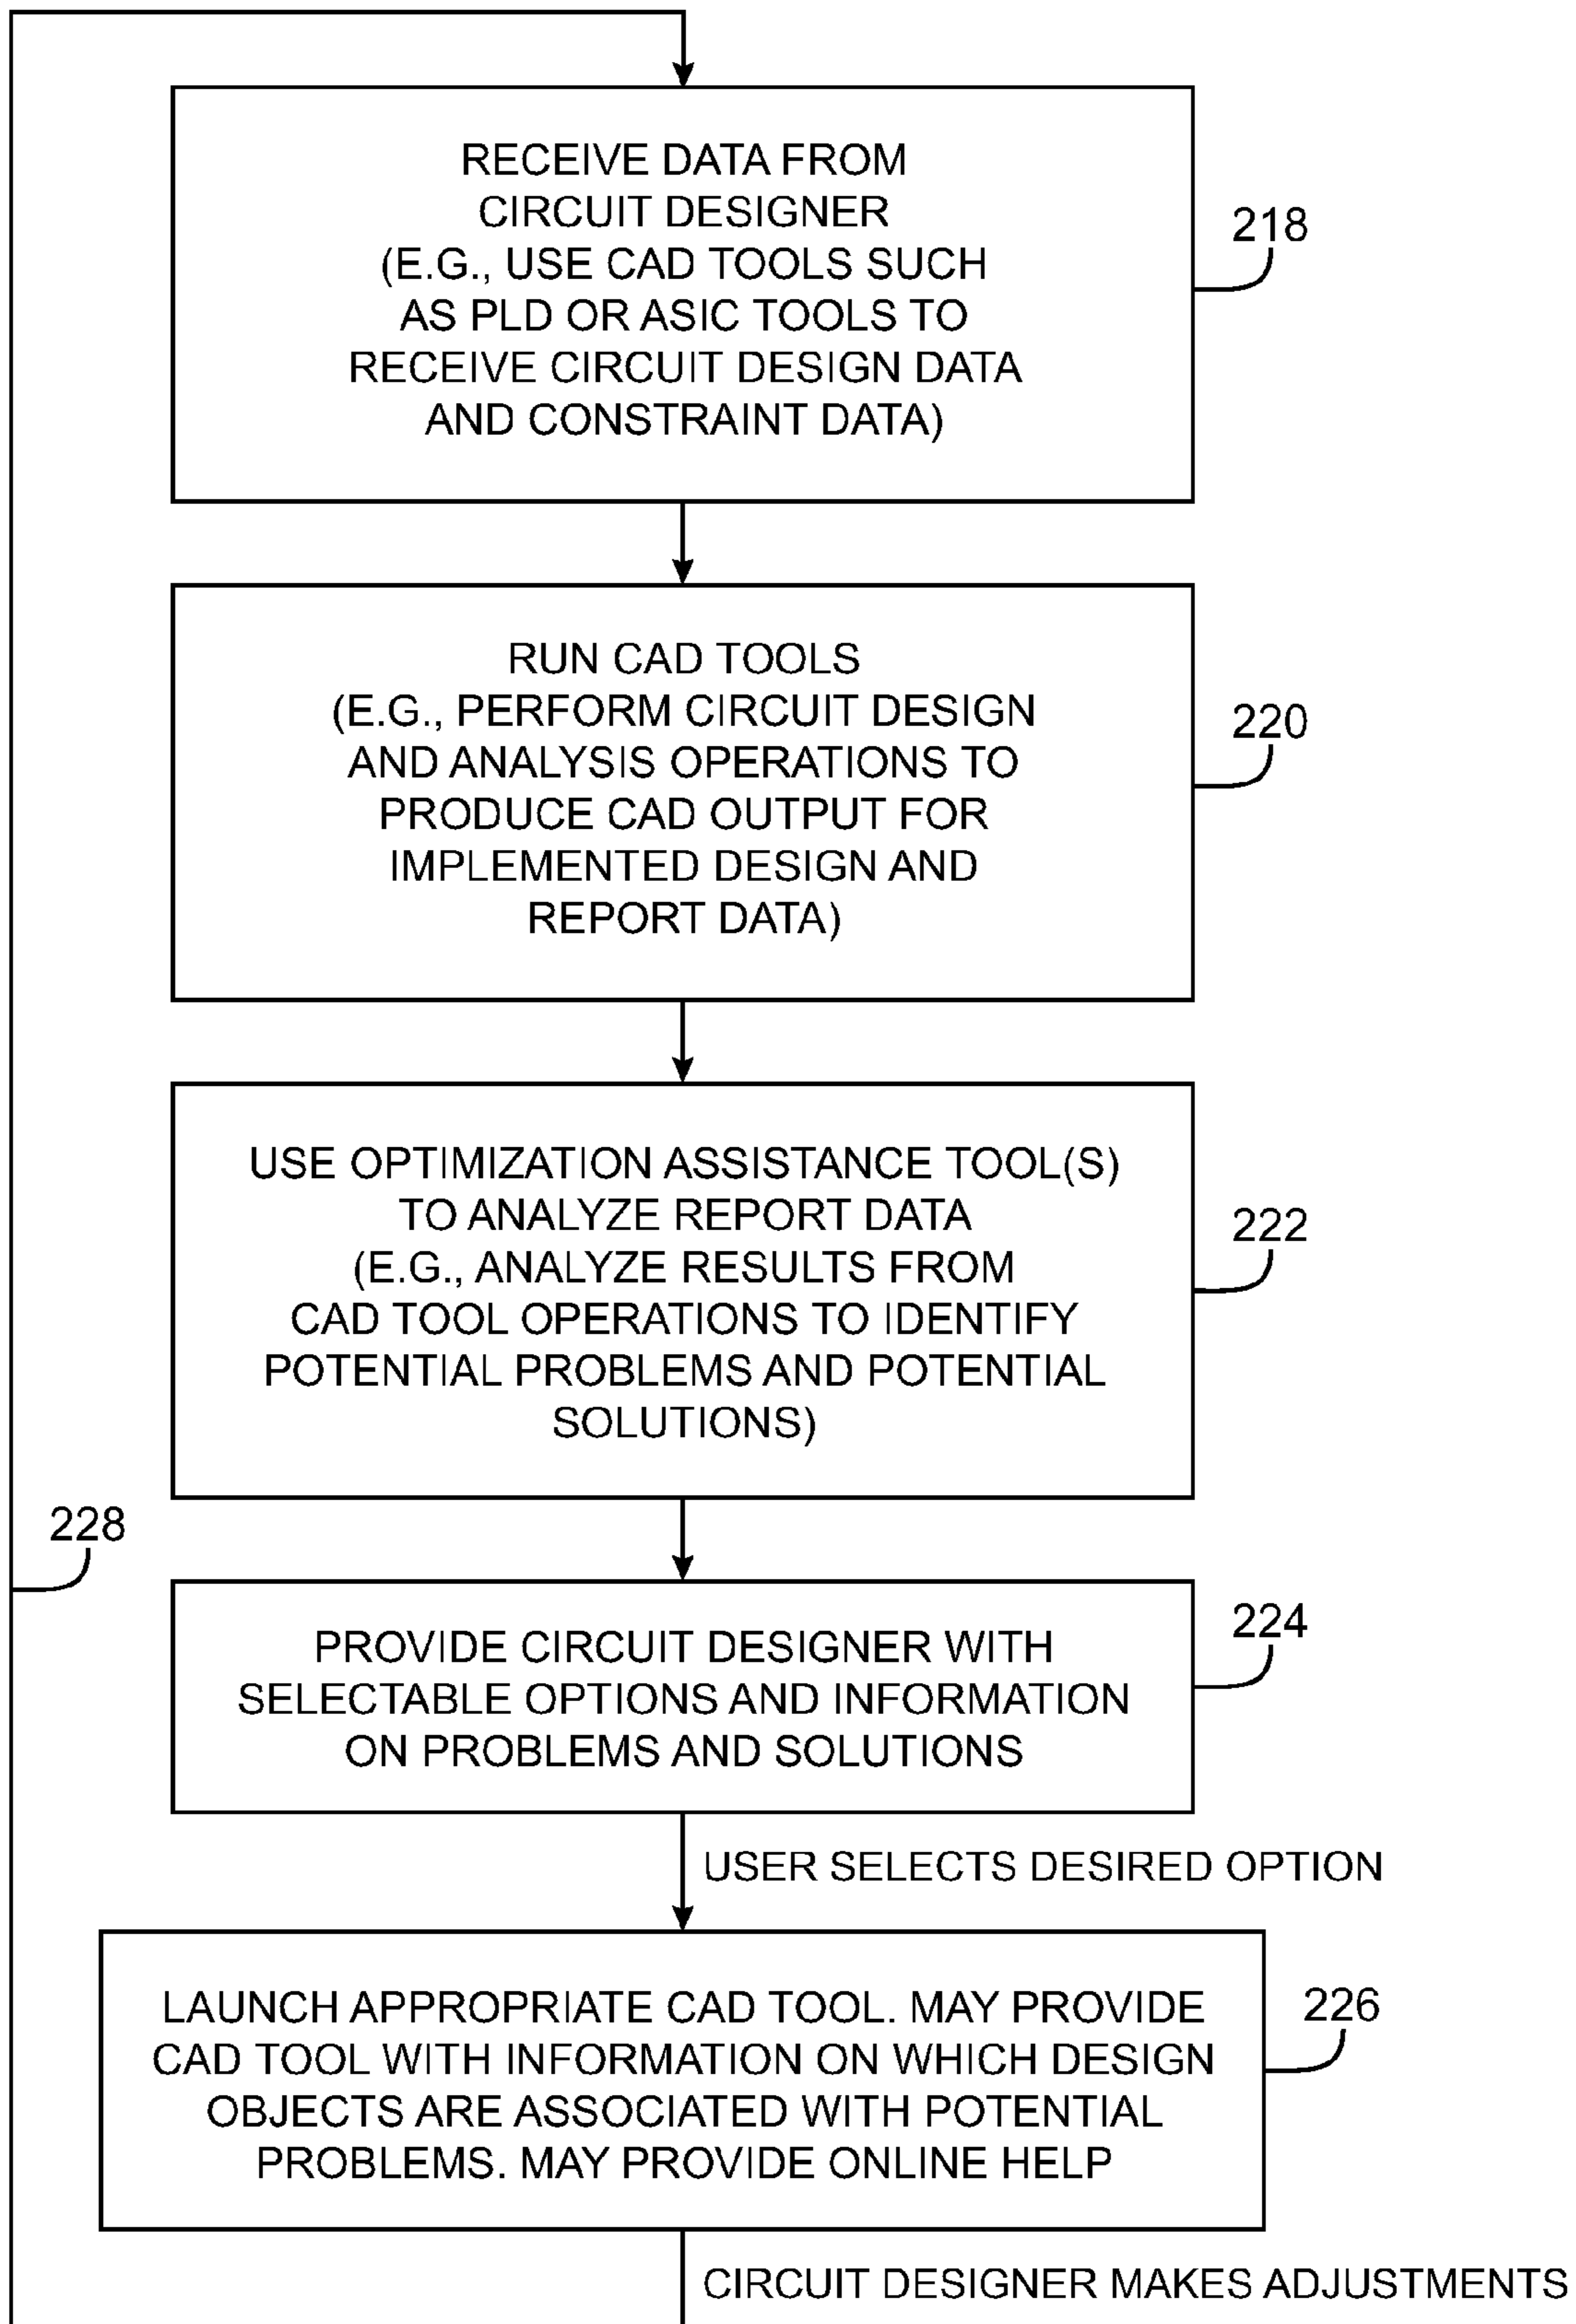 RECEIVE DATA FROM
CIRCUIT DESIGNER
(E.G., USE CAD TOOLS SUCH
AS PLD OR ASIC TOOLS TO
RECEIVE CIRCUIT DESIGN DATA
AND CONSTRAINT DATA)
218
RUN CAD TOOLS
(E.G., PERFORM CIRCUIT DESIGN
AND ANALYSIS OPERATIONS TO
PRODUCE CAD OUTPUT FOR
IMPLEMENTED DESIGN AND
REPORT DATA)
220
USE OPTIMIZATION ASSISTANCE TOOL(S)
TO ANALYZE REPORT DATA
(E.G., ANALYZE RESULTS FROM
CAD TOOL OPERATIONS TO IDENTIFY
POTENTIAL PROBLEMS AND POTENTIAL
SOLUTIONS)
222
228
PROVIDE CIRCUIT DESIGNER WITH
SELECTABLE OPTIONS AND INFORMATION
ON PROBLEMS AND SOLUTIONS
224
USER SELECTS DESIRED OPTION
LAUNCH APPROPRIATE CAD TOOL. MAY PROVIDE
CAD TOOL WITH INFORMATION ON WHICH DESIGN
OBJECTS ARE ASSOCIATED WITH POTENTIAL
PROBLEMS. MAY PROVIDE ONLINE HELP
226
CIRCUIT DESIGNER MAKES ADJUSTMENTS